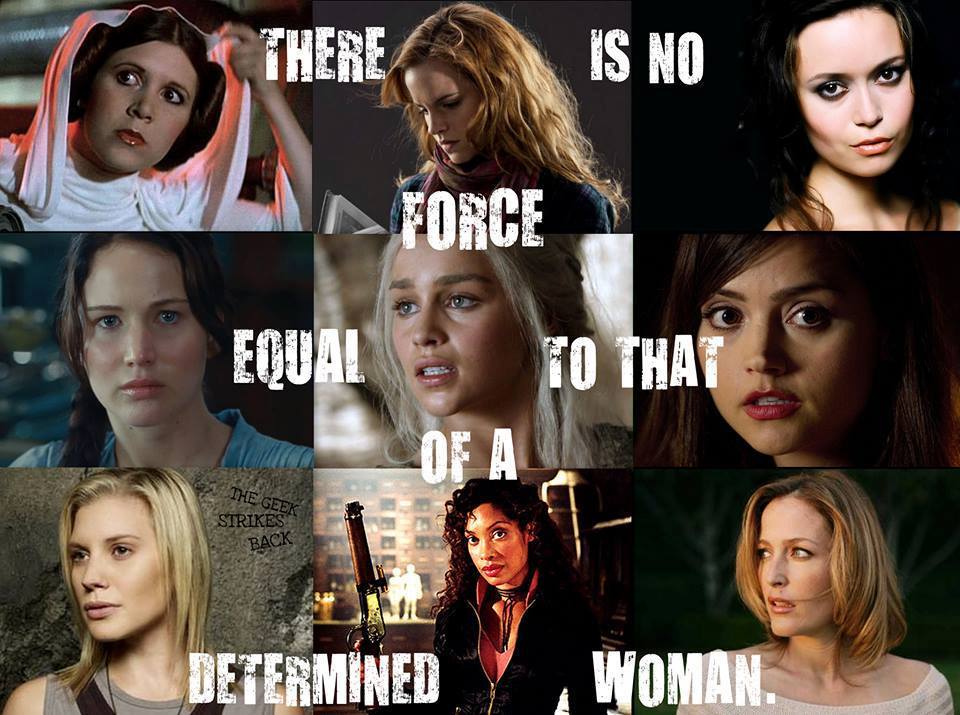 THERE IS NO
FORCE
EQUAL TO THAT
OF A
THE GEEK
STRIKES
BACK
DETERMINED WOMAN.